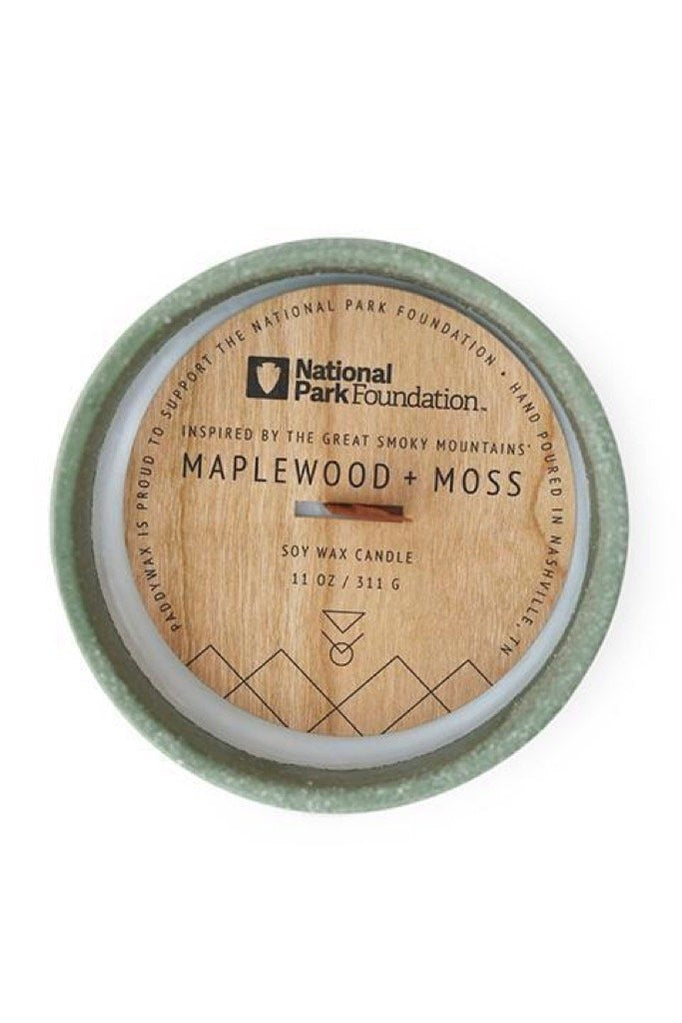 PADDYWAX IS PROUD TO SUPPORT THE NATIONAL PARK FOUNDATION • HAND POURED IN NASHVILLE, TN
National
Park Foundation™
INSPIRED BY THE GREAT SMOKY MOUNTAINS*
MAPLEWOOD + MOSS
SOY WAX CANDLE
11 OZ / 311 G